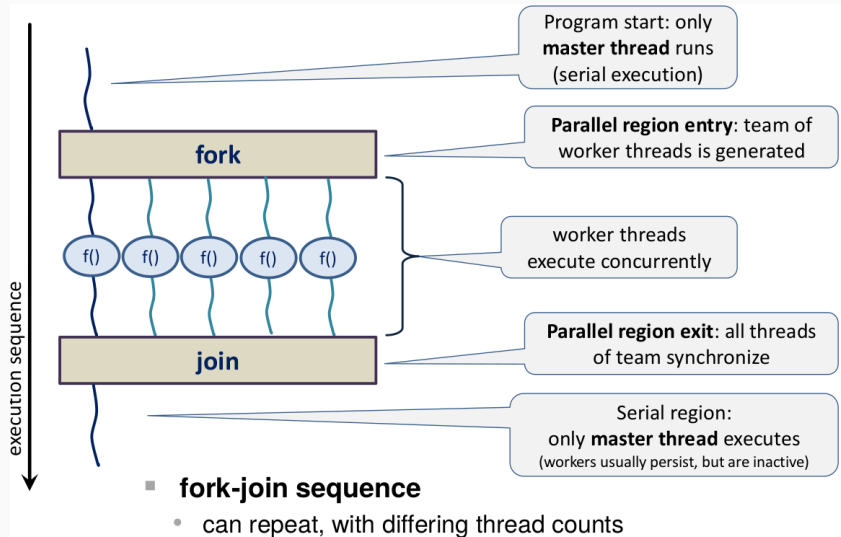 Program start: only
master thread runs
(serial execution)
fork
Parallel region entry: team of
worker threads is generated
f()
f()
f()
f()
f()
worker threads
execute concurrently
execution sequence
join
Parallel region exit: all threads
of team synchronize
Serial region:
only master thread executes
(workers usually persist, but are inactive)
▪ fork-join sequence
• can repeat, with differing thread counts